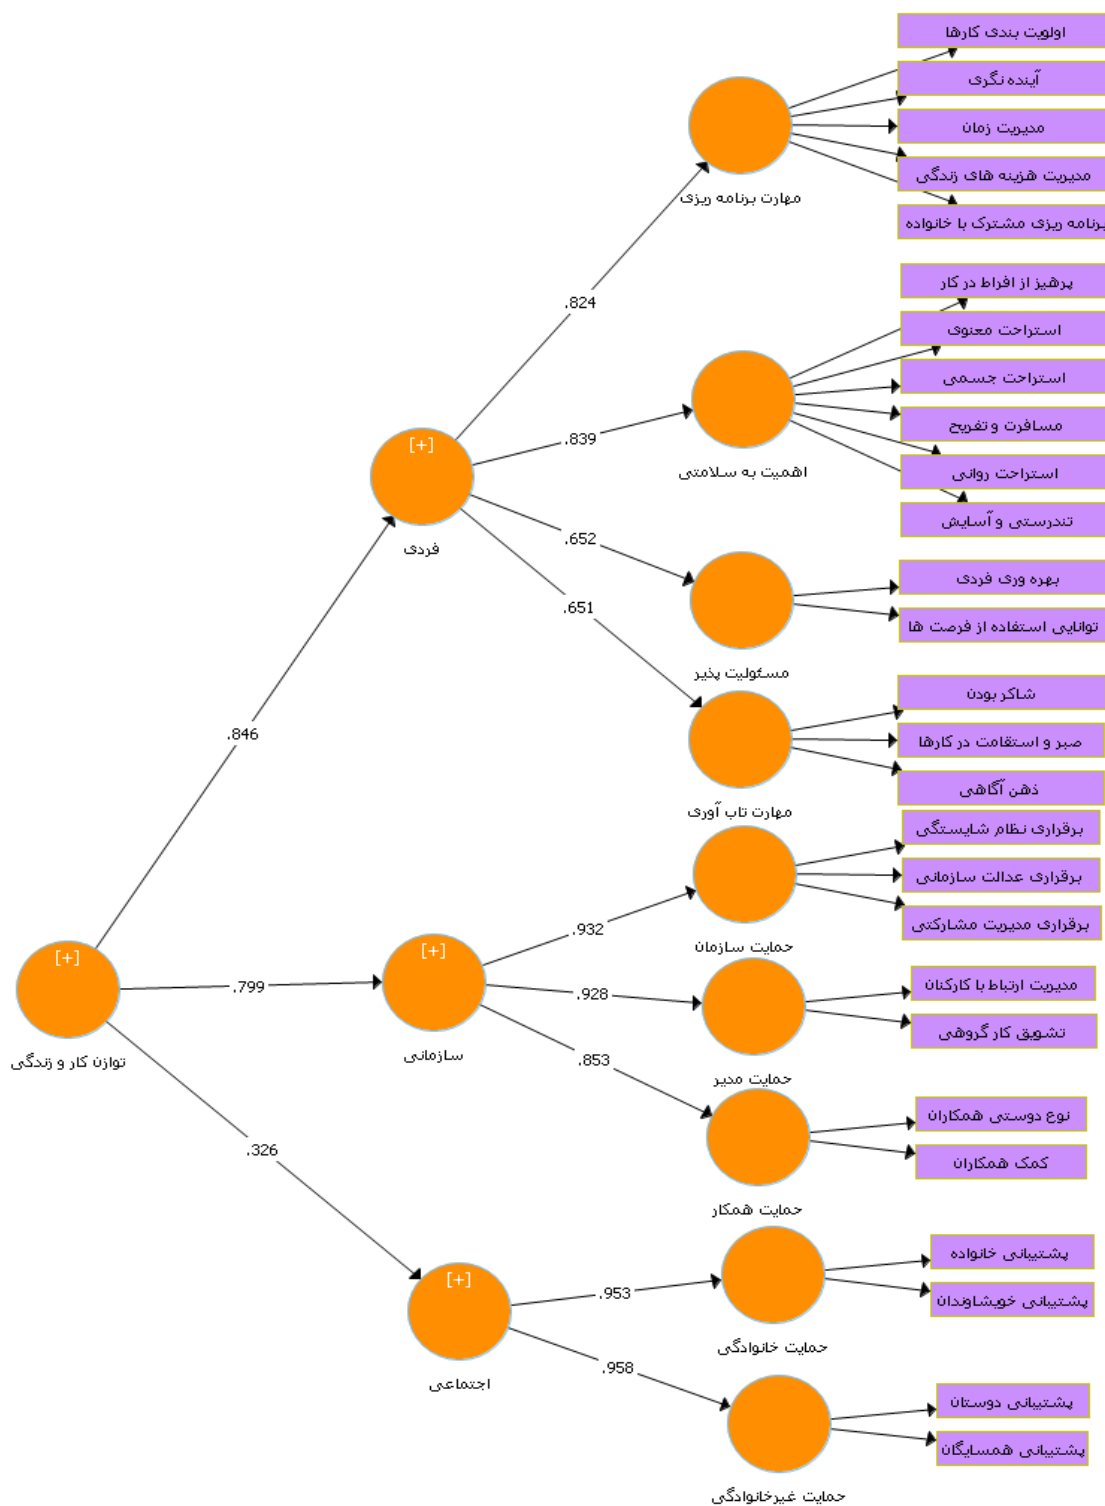 اولویت بندی کارها
آینده نگری
مدیریت زمان
مدیریت هزینه های زندگی
مهارت برنامه ریزی
برنامه ریزی مشترک با خانواده
.824
پرهیز از افراط در کار
استراحت معنوی
استراحت جسمی
مسافرت و تفریح
[+]
.839
اهمیت به سلامتی
استراحت روانی
تندرستی و آسایش
فردی
.652
بهره وری فردی
توانایی استفاده از فرصت ها
.651
مسئولیت پذیر
شاکر بودن
صبر و استقامت در کارها
ذهن آگاهی
.846
مهارت تاب آوری
برقراری نظام شایستگی
برقراری عدالت سازمانی
برقراری مدیریت مشارکتی
.932
حمایت سازمان
[+]
[+]
.799
.928
مدیریت ارتباط با کارکنان
تشویق کار گروهی
توازن کار و زندگی
سازمانی
.853
حمایت مدیر
نوع دوستی همکاران
کمک همکاران
.326
حمایت همکار
پشتیبانی خانواده
پشتیبانی خویشاوندان
[+]
.953
حمایت خانوادگی
.958
اجتماعی
پشتیبانی دوستان
پشتیبانی همسایگان
حمایت غیرخانوادگی